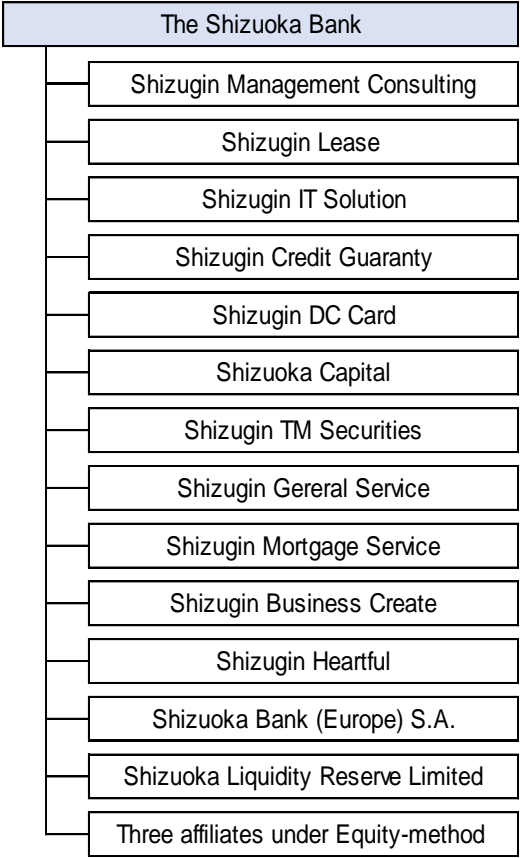 The Shizuoka Bank
Shizugin Management Consulting
Shizugin Lease
Shizugin IT Solution
Shizugin Credit Guaranty
Shizugin DC Card
Shizuoka Capital
Shizugin TM Securities
Shizugin Gereral Service
Shizugin Mortgage Service
Shizugin Business Create
Shizugin Heartful
Shizuoka Bank (Europe) S.A.
Shizuoka Liquidity Reserve Limited
Three affiliates under Equity-method